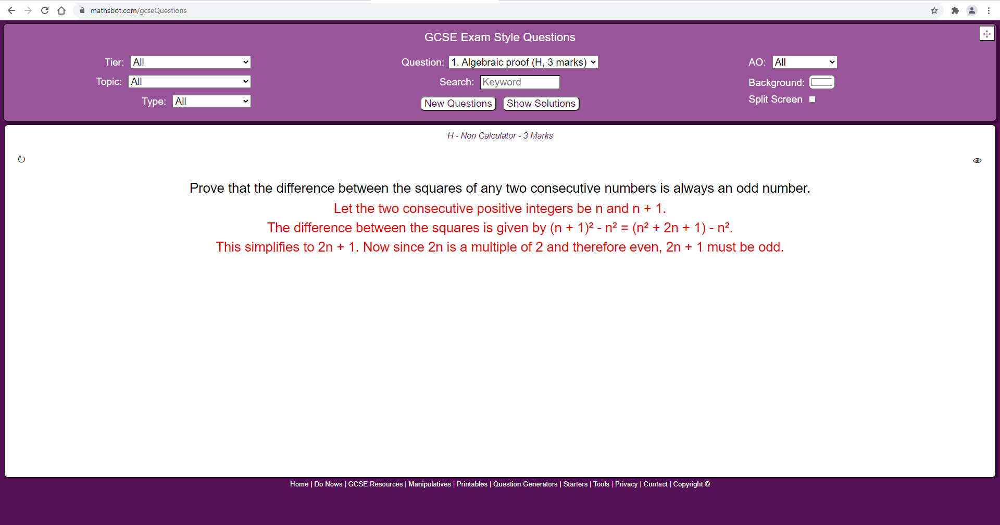 mathsbot.com/gcseQuestions
GCSE Exam Style Questions
Tier: All
Question: 1. Algebraic proof (H, 3 marks)
AO: All
Topic: All
Search: Keyword
Background:
Type: All
New Questions Show Solutions
Split Screen
H - Non Calculator - 3 Marks
Prove that the difference between the squares of any two consecutive numbers is always an odd number.
Let the two consecutive positive integers be n and n + 1.
The difference between the squares is given by (n + 1)² - n² = (n² + 2n + 1) - n².
This simplifies to 2n + 1. Now since 2n is a multiple of 2 and therefore even, 2n + 1 must be odd.
Home | Do Nows | GCSE Resources | Manipulatives | Printables | Question Generators | Starters | Tools | Privacy | Contact | Copyright ©